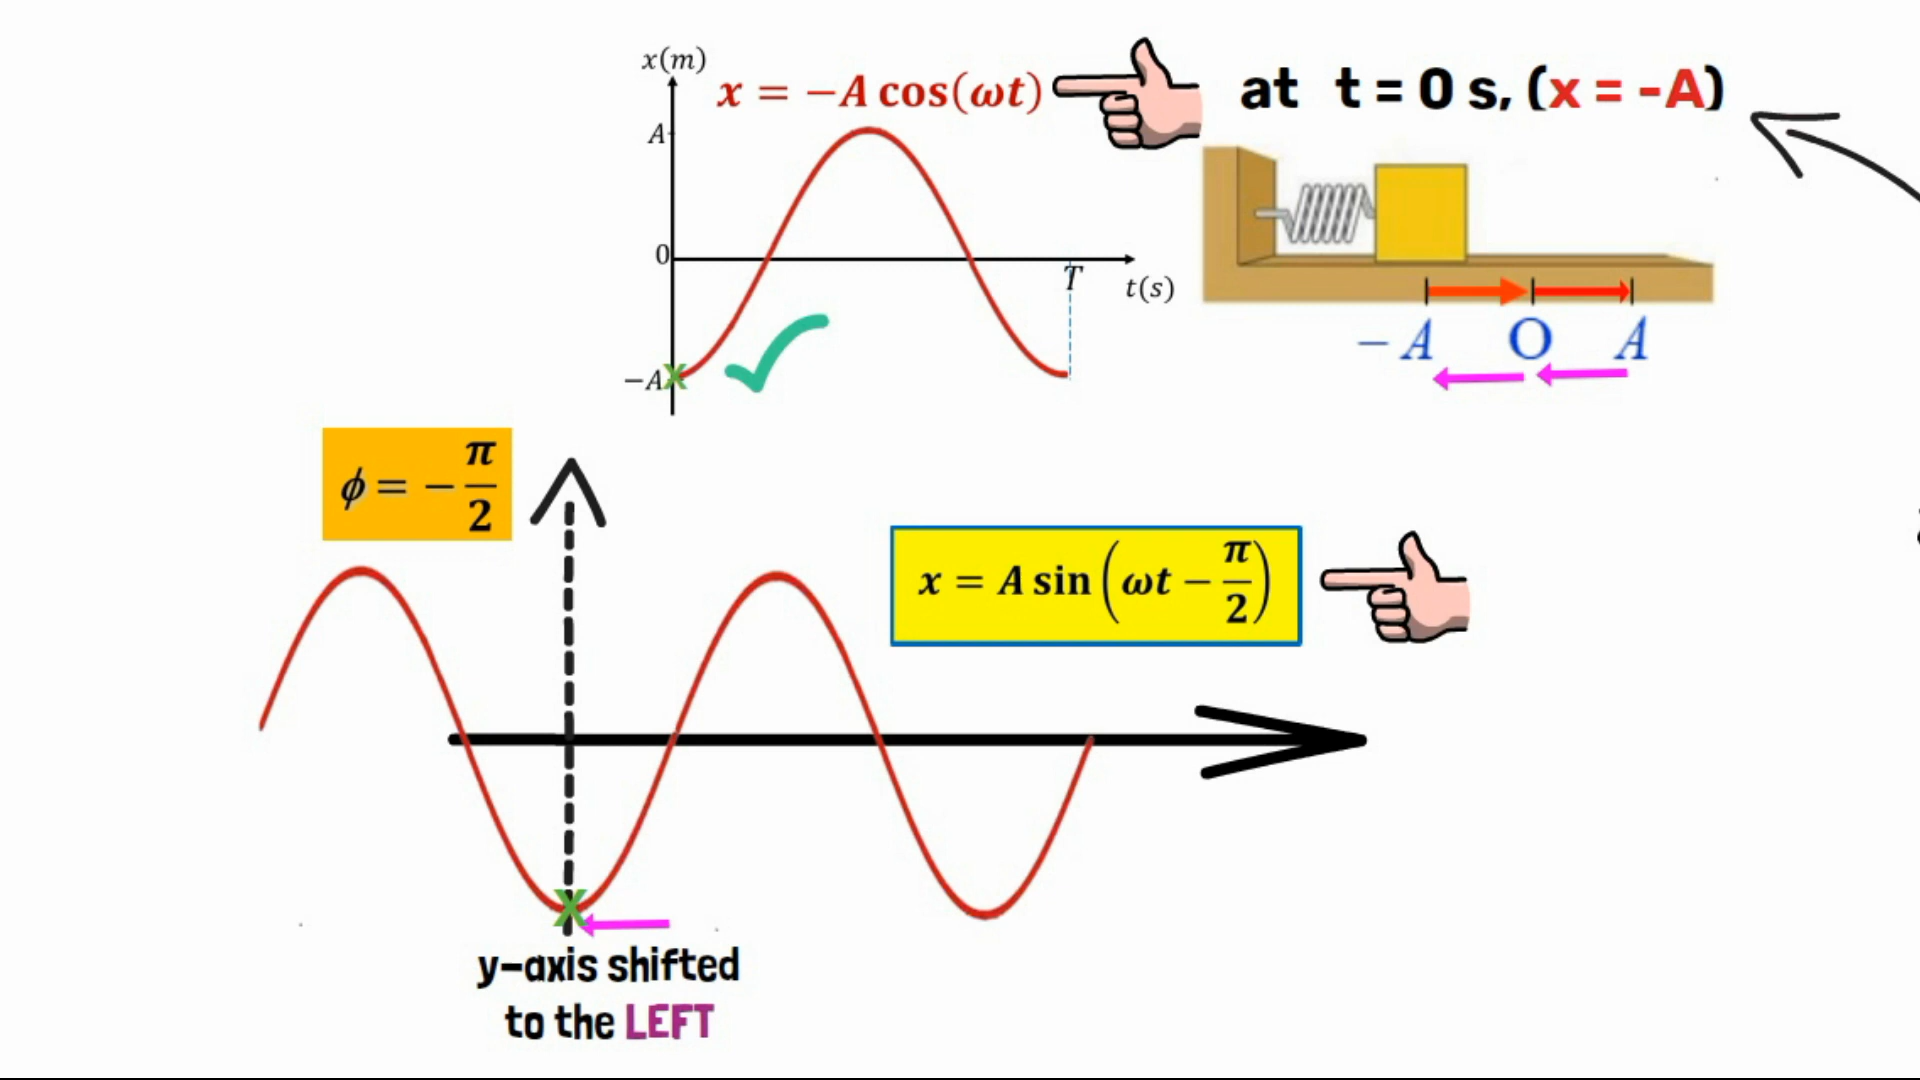 x(m)
x = −A cos(ωt)
at t = 0 s, (x = -A)
A
0
T
t(s)
−A
−A O A
ϕ = − π/2
x = A sin(ωt − π/2)
y-axis shifted
to the LEFT